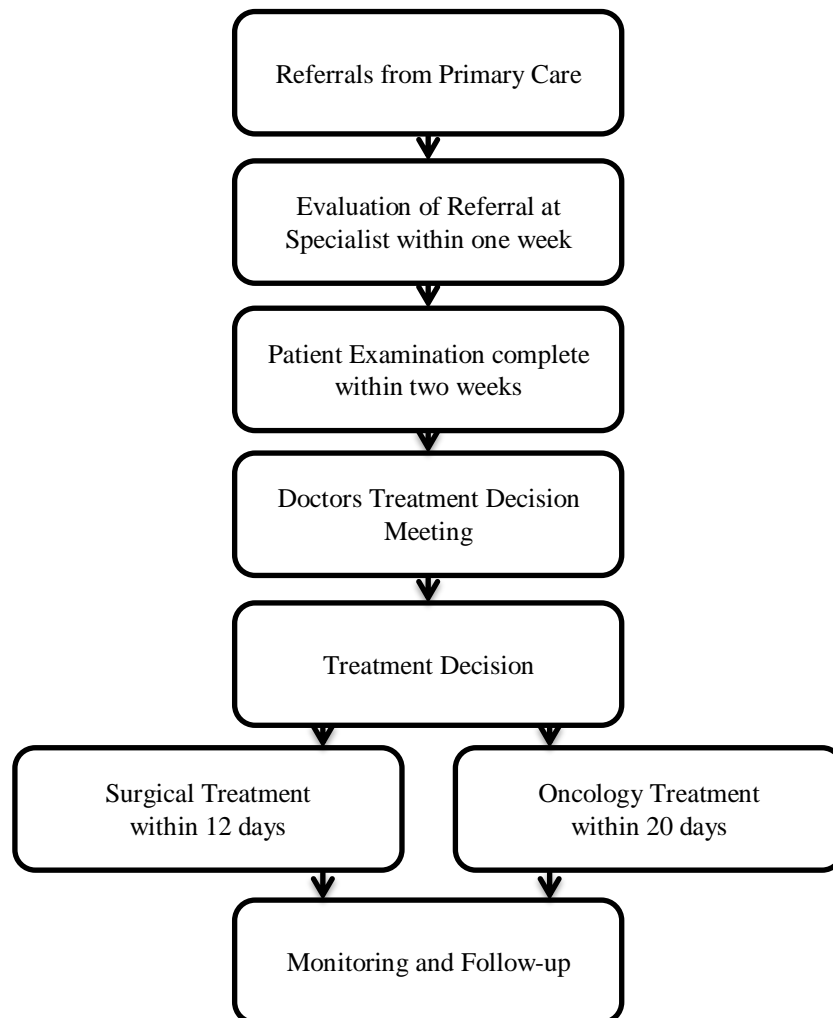 Referrals from Primary Care
Evaluation of Referral at
Specialist within one week
Patient Examination complete
within two weeks
Doctors Treatment Decision
Meeting
Treatment Decision
Surgical Treatment
within 12 days
Oncology Treatment
within 20 days
Monitoring and Follow-up